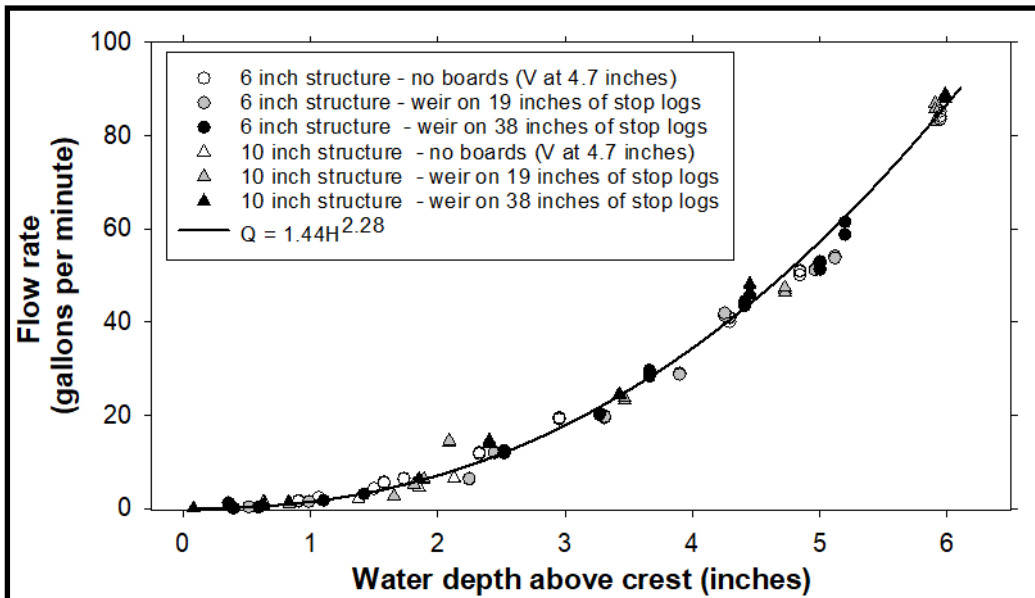 100
80
60
40
20
0
Flow rate
(gallons per minute)
6 inch structure - no boards (V at 4.7 inches)
6 inch structure - weir on 19 inches of stop logs
6 inch structure - weir on 38 inches of stop logs
10 inch structure - no boards (V at 4.7 inches)
10 inch structure - weir on 19 inches of stop logs
10 inch structure - weir on 38 inches of stop logs
Q = 1.44H^2.28
0 1 2 3 4 5 6
Water depth above crest (inches)